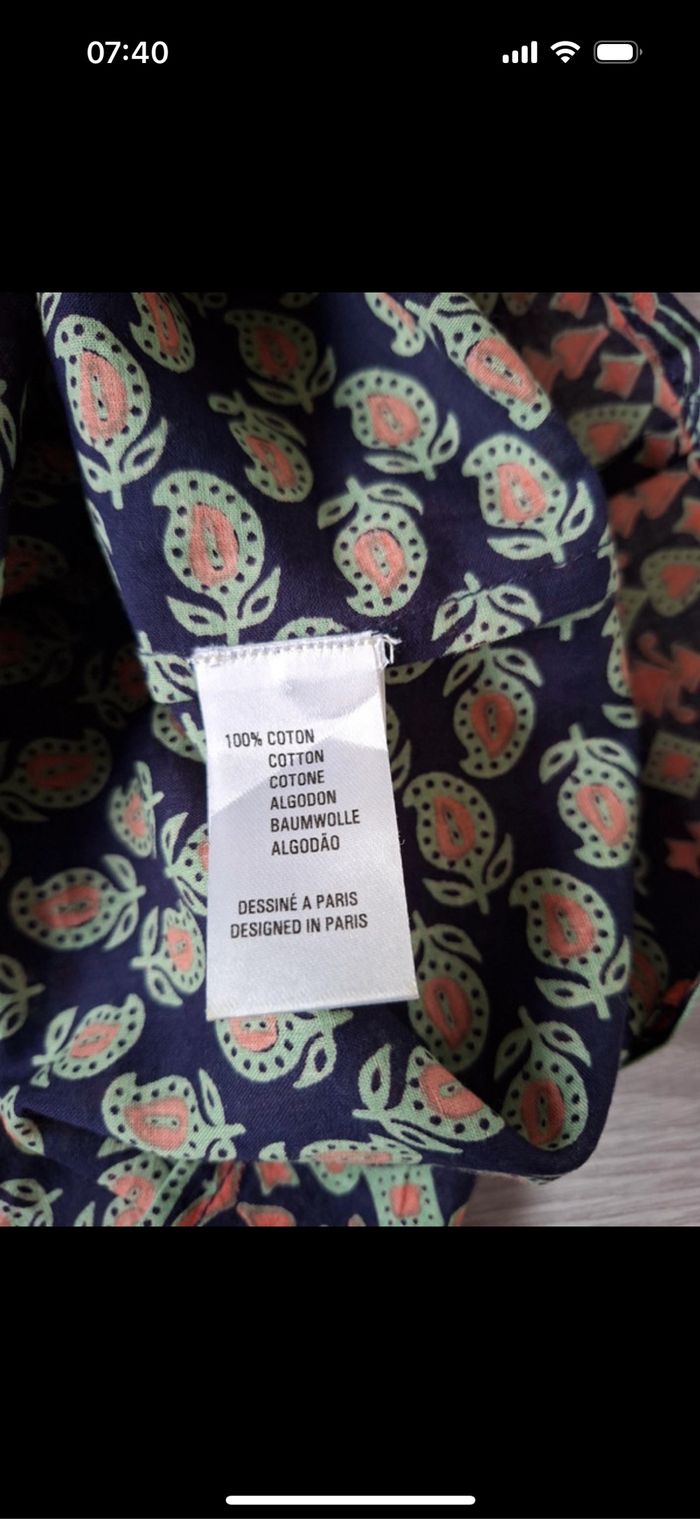 07:40
100% COTON
COTTON
COTONE
ALGODON
BAUMWOLLE
ALGODÃO
DESSINÉ A PARIS
DESIGNED IN PARIS